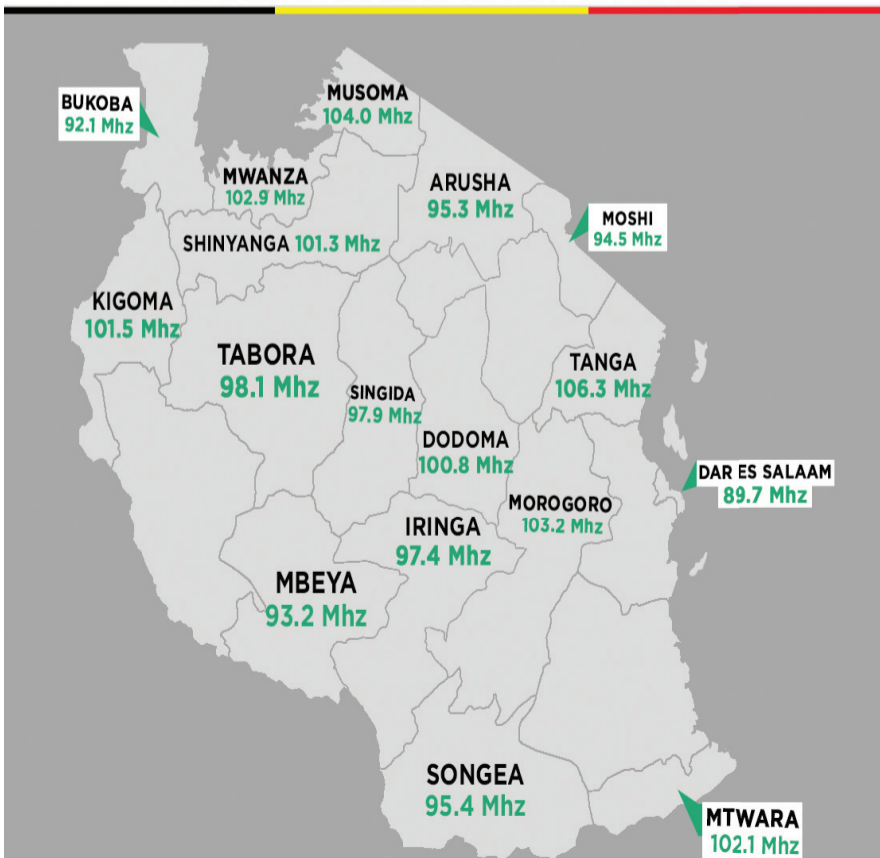 MUSOMA
104.0 Mhz
BUKOBA
92.1 Mhz
MWANZA
102.9 Mhz
ARUSHA
95.3 Mhz
MOSHI
94.5 Mhz
SHINYANGA 101.3 Mhz
KIGOMA
101.5 Mhz
TABORA
98.1 Mhz
SINGIDA
97.9 Mhz
TANGA
106.3 Mhz
DODOMA
100.8 Mhz
DAR ES SALAAM
89.7 Mhz
MOROGORO
103.2 Mhz
IRINGA
97.4 Mhz
MBEYA
93.2 Mhz
SONGEA
95.4 Mhz
MTWARA
102.1 Mhz